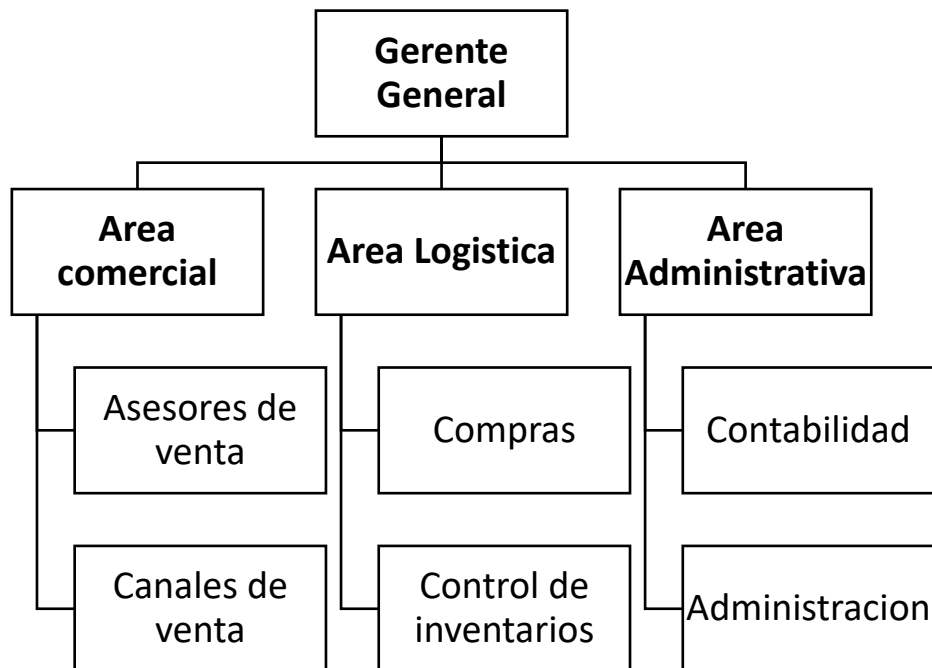 Gerente
General
Area
comercial
Area Logistica
Area
Administrativa
Asesores de
venta
Compras
Contabilidad
Canales de
venta
Control de
inventarios
Administracion